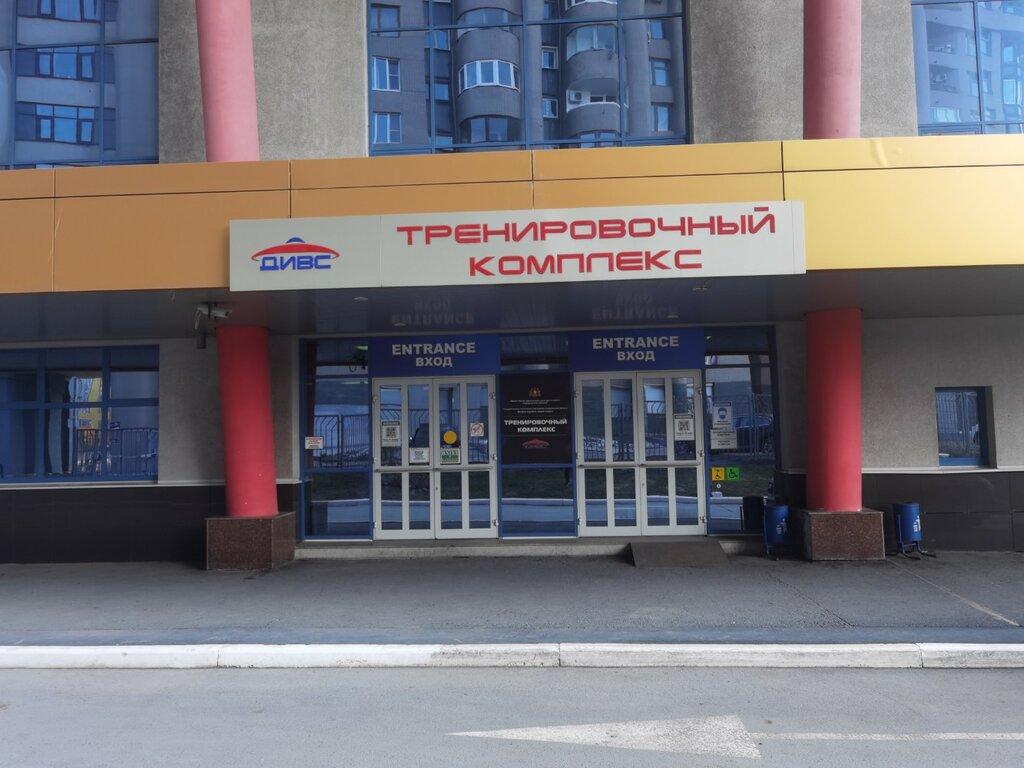 ДИВС
ТРЕНИРОВОЧНЫЙ
КОМПЛЕКС
ENTRANCE
ВХОД
ENTRANCE
ВХОД
ТРЕНИРОВОЧНЫЙ
КОМПЛЕКС